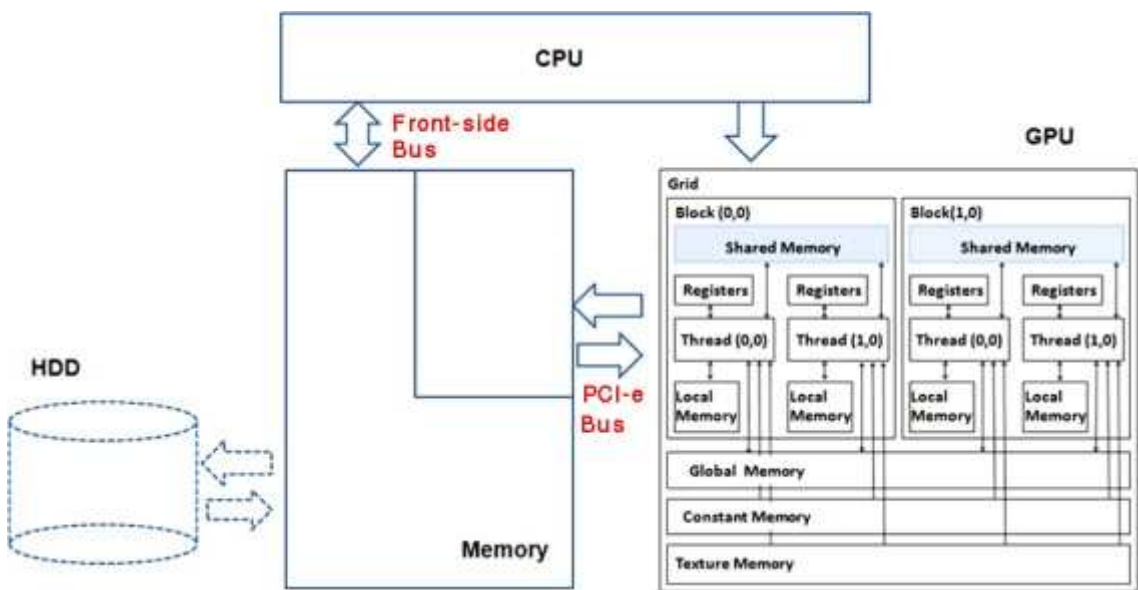 CPU
Front-side
Bus
GPU
Grid
Block (0,0)
Block(1,0)
Shared Memory
Shared Memory
Registers
Registers
Registers
Registers
Thread (0,0)
Thread (1,0)
Thread (0,0)
Thread (1,0)
HDD
PCI-e
Bus
Local
Memory
Local
Memory
Local
Memory
Local
Memory
Global Memory
Constant Memory
Memory
Texture Memory